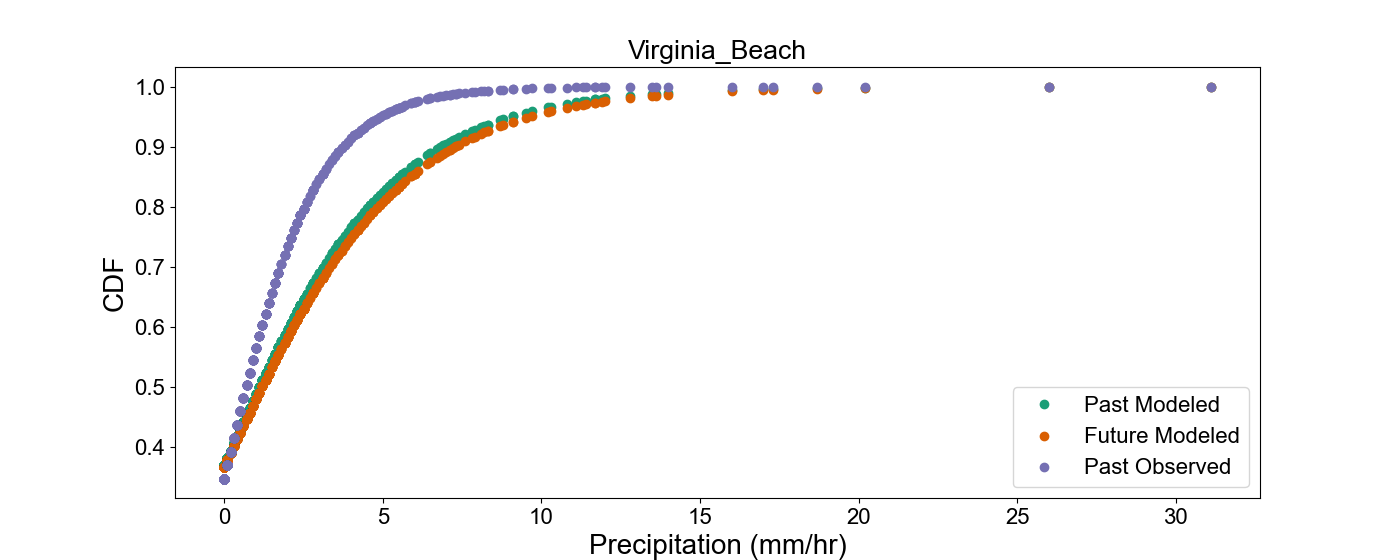 Virginia_Beach
CDF
1.0
0.9
0.8
0.7
0.6
0.5
0.4
Past Modeled
Future Modeled
Past Observed
0 5 10 15 20 25 30
Precipitation (mm/hr)